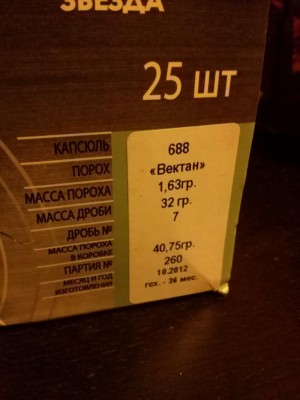 ЗВЕЗДА
25 ШТ
КАПСЮЛЬ 688
ПОРОХ «Вектан»
МАССА ПОРОХА 1,63гр.
МАССА ДРОБИ 32 гр.
ДРОБЬ № 7
МАССА ПОРОХА
В КОРОБКЕ 40,75гр.
ПАРТИЯ № 260
МЕСЯЦ И ГОД
ИЗГОТОВЛЕНИЯ 10.2012
гсх. - 36 мес.